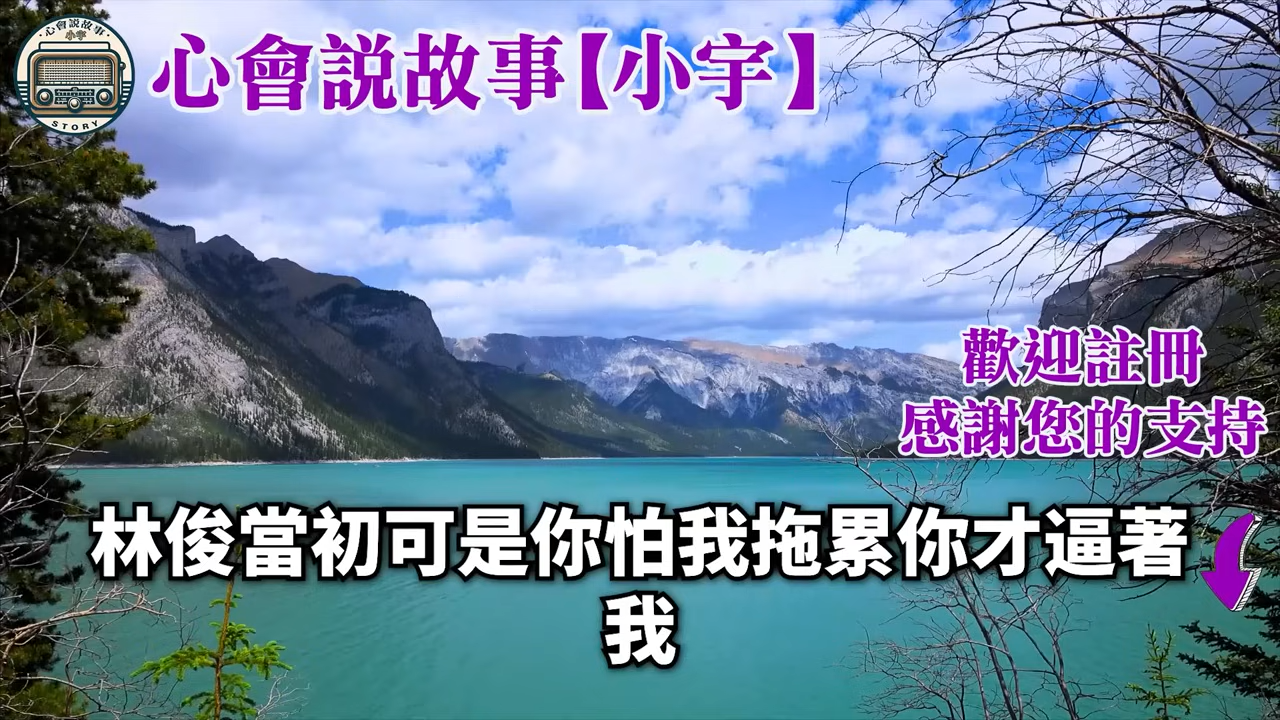 ·心會說故事·
小宇
STORY
心會説故事【小宇】
歡迎註冊
感謝您的支持
林俊當初可是你怕我拖累你才逼著
我